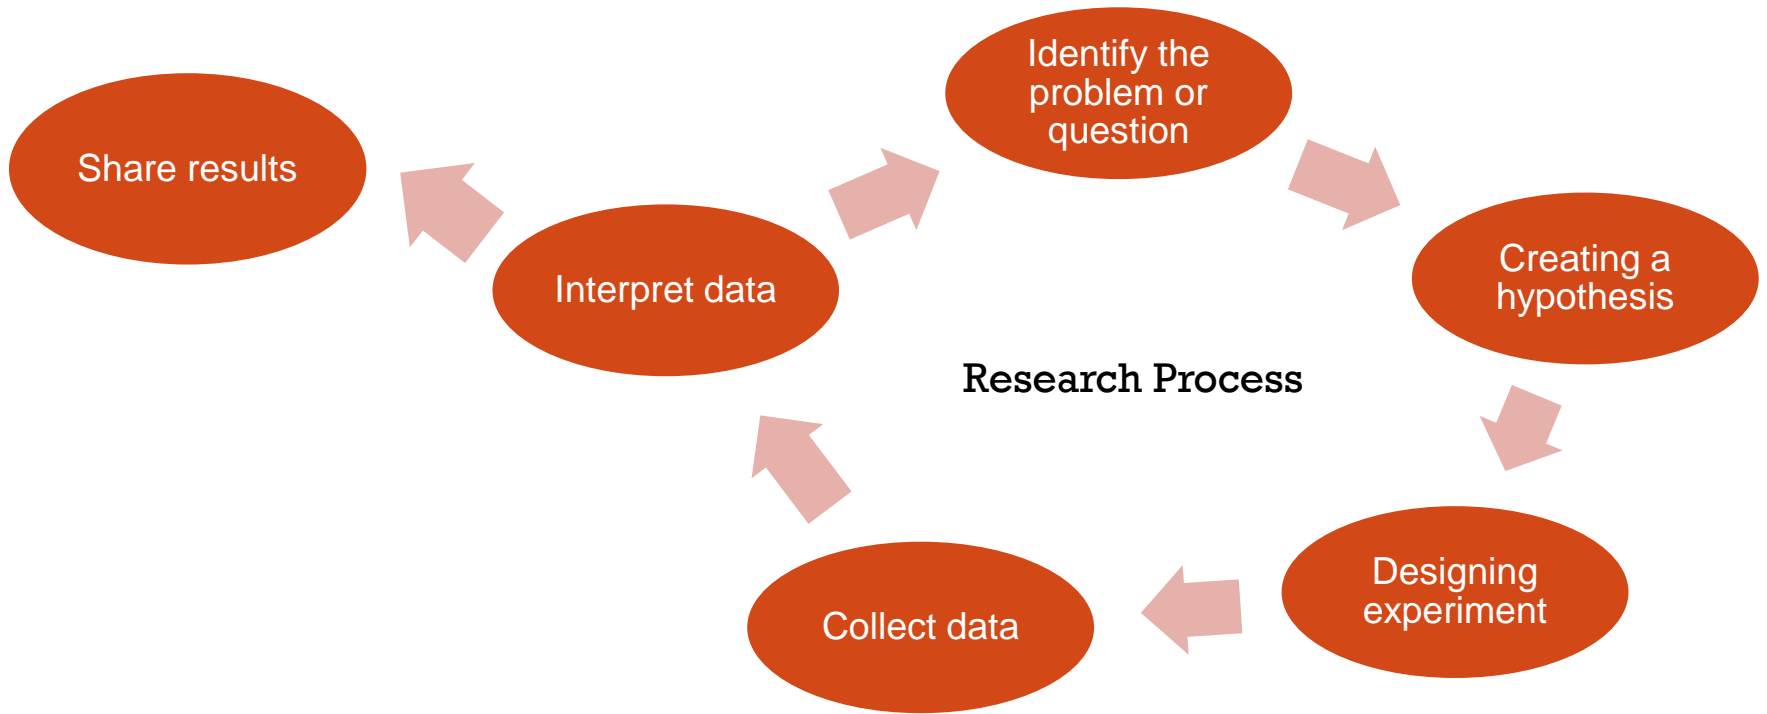 Identify the
problem or
question
Share results
Creating a
hypothesis
Interpret data
Research Process
Designing
experiment
Collect data